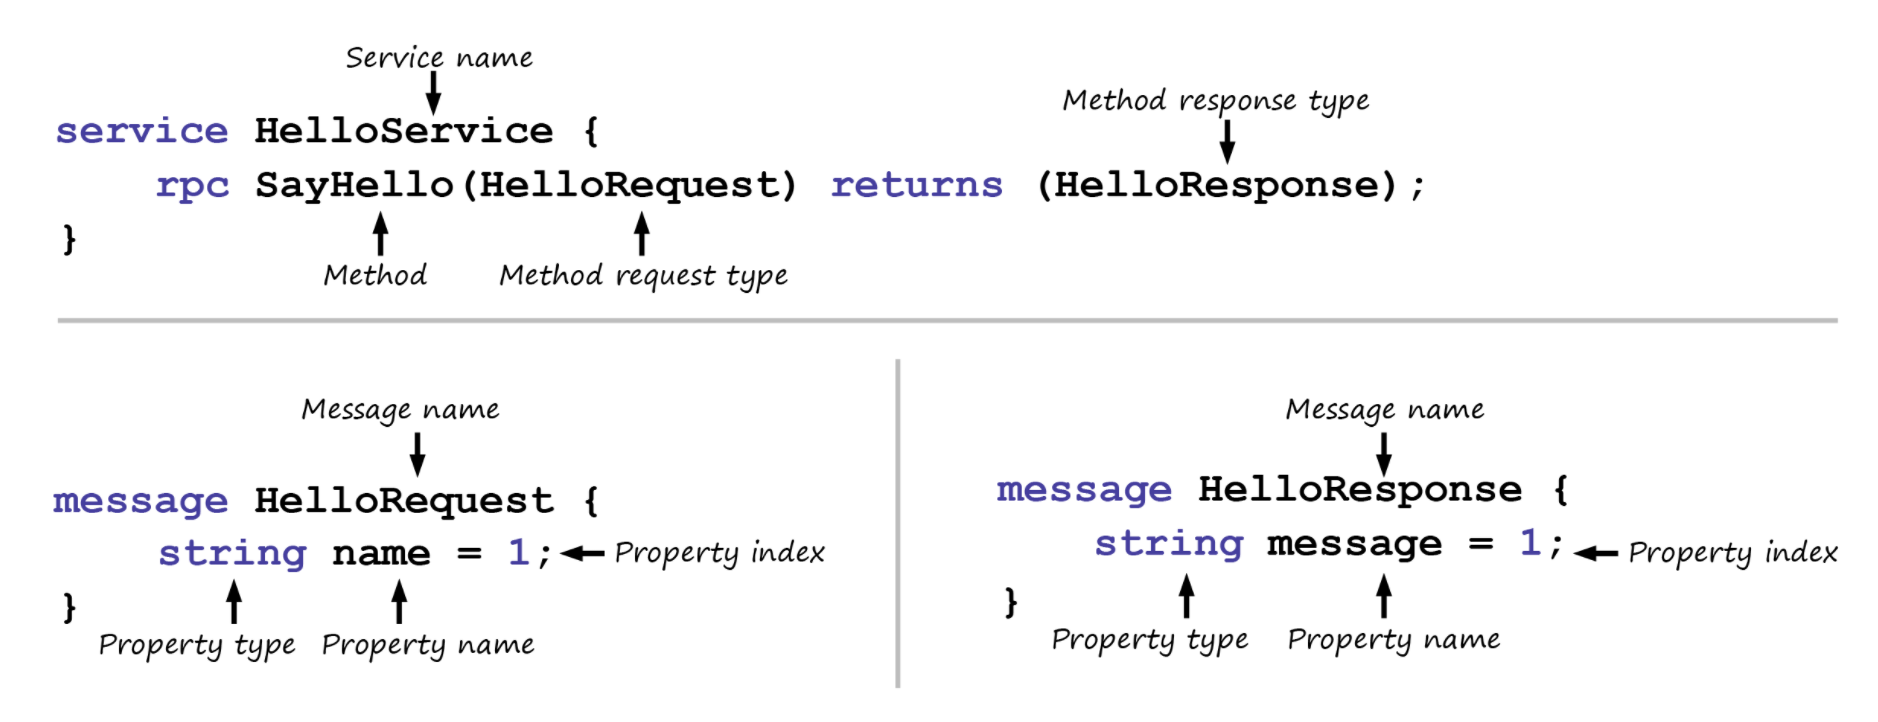 Service name
Method response type
service HelloService {
rpc SayHello(HelloRequest) returns (HelloResponse);
}
Method Method request type
Message name
message HelloRequest {
string name = 1; Property index
}
Property type Property name
Message name
message HelloResponse {
string message = 1; Property index
}
Property type Property name